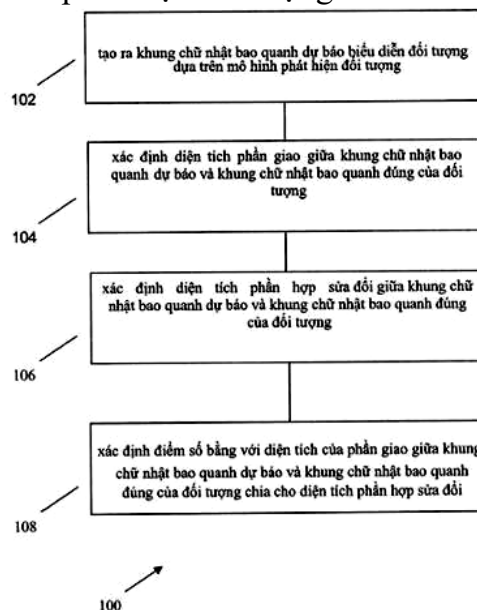 tạo ra khung chữ nhật bao quanh dự báo biểu diễn đối tượng
dựa trên mô hình phát hiện đối tượng
102
xác định diện tích phần giao giữa khung chữ nhật bao
quanh dự báo và khung chữ nhật bao quanh đúng của đối
tượng
104
xác định diện tích phần hợp sửa đổi giữa khung chữ
nhật bao quanh dự báo và khung chữ nhật bao quanh đúng
của đối tượng
106
xác định điểm số bằng với diện tích của phần giao giữa khung
chữ nhật bao quanh dự báo và khung chữ nhật bao quanh
đúng của đối tượng chia cho diện tích phần hợp sửa đổi
108
100